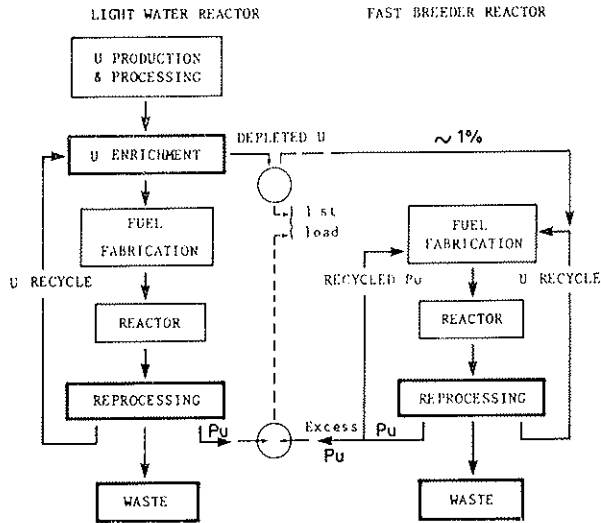 LIGHT WATER REACTOR
FAST BREEDER REACTOR
U PRODUCTION
& PROCESSING
DEPLETED U
~ 1%
U ENRICHMENT
1st
load
FUEL
FABRICATION
FUEL
FABRICATION
U RECYCLE
RECYCLED Pu
U RECYCLE
REACTOR
REACTOR
REPROCESSING
REPROCESSING
Pu
Excess
Pu
Pu
WASTE
WASTE